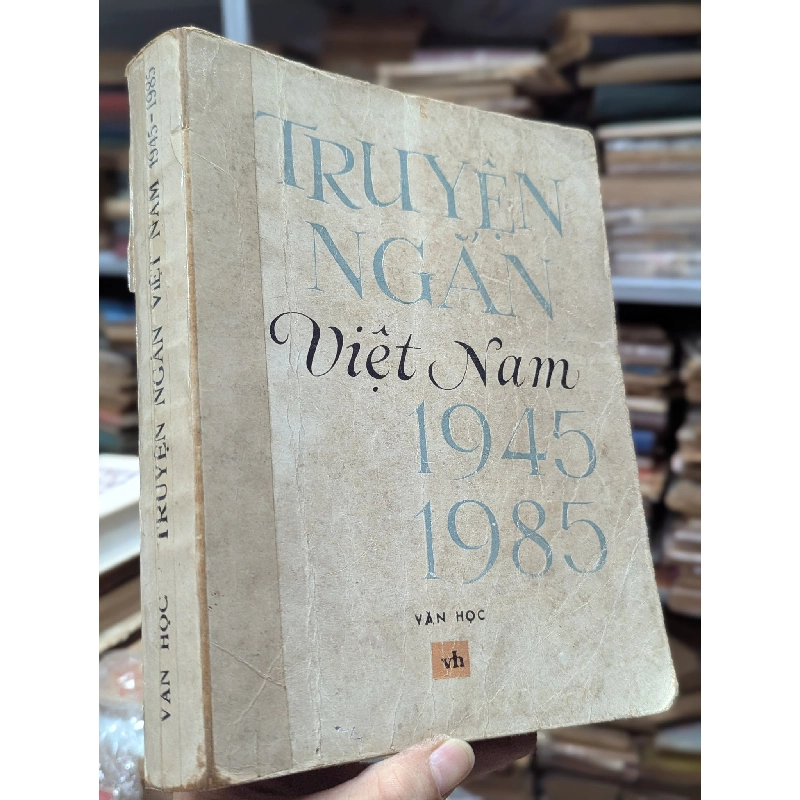 TRUYỆN
NGẮN
Việt Nam
1945
1985
VĂN HỌC
vh
VĂN HỌC TRUYỆN NGẮN VIỆT NAM 1945-1985